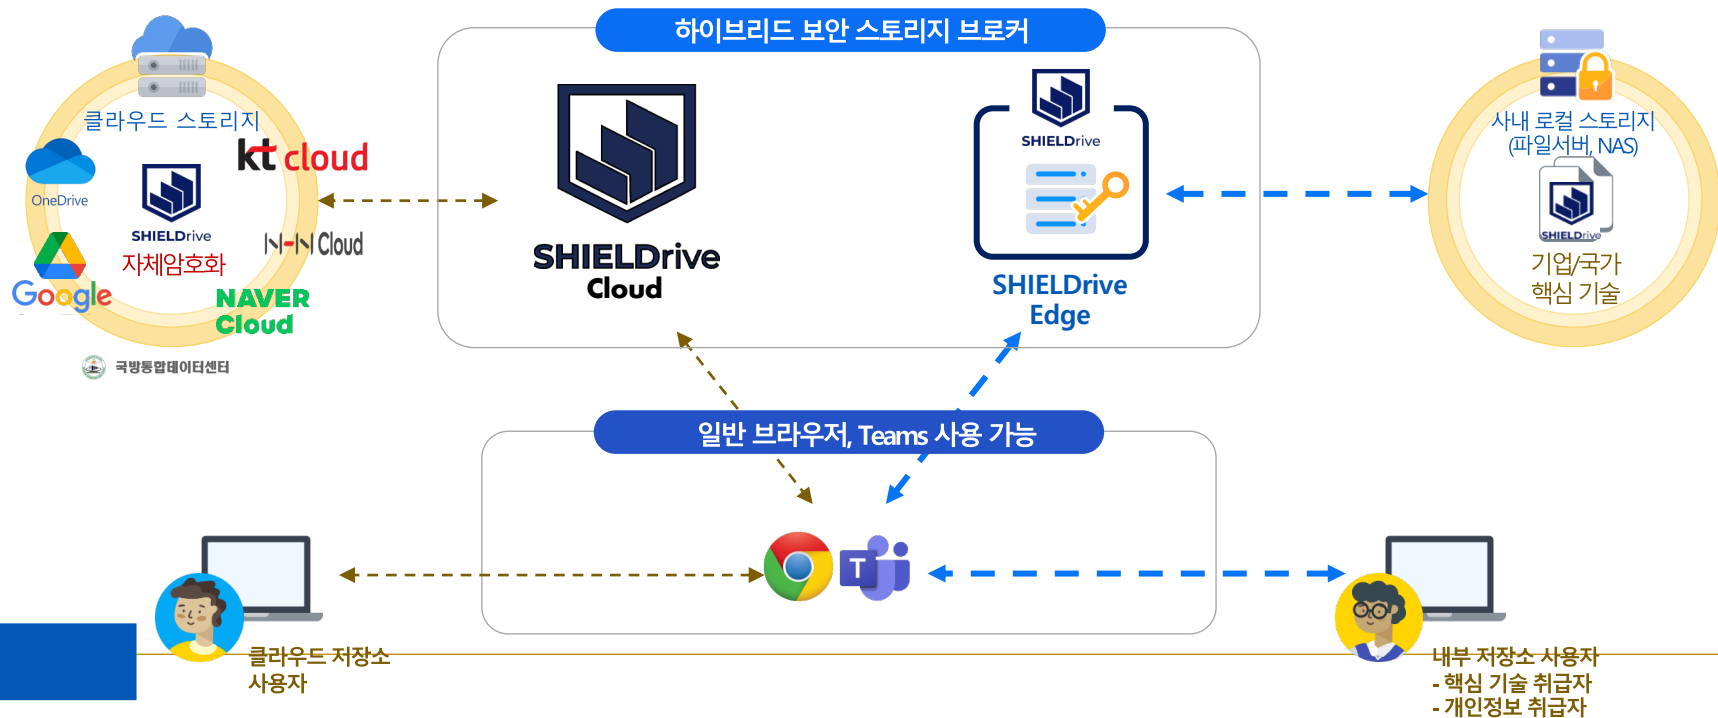 하이브리드 보안 스토리지 브로커
클라우드 스토리지
kt cloud
OneDrive
SHIELDrive
자체암호화
N-H-N Cloud
Google
NAVER
Cloud
국방통합데이터센터
SHIELDrive
Cloud
SHIELDrive
SHIELDrive
Edge
사내 로컬 스토리지
(파일서버, NAS)
SHIELDrive
기업/국가
핵심 기술
일반 브라우저, Teams 사용 가능
T
클라우드 저장소
사용자
내부 저장소 사용자
- 핵심 기술 취급자
- 개인정보 취급자